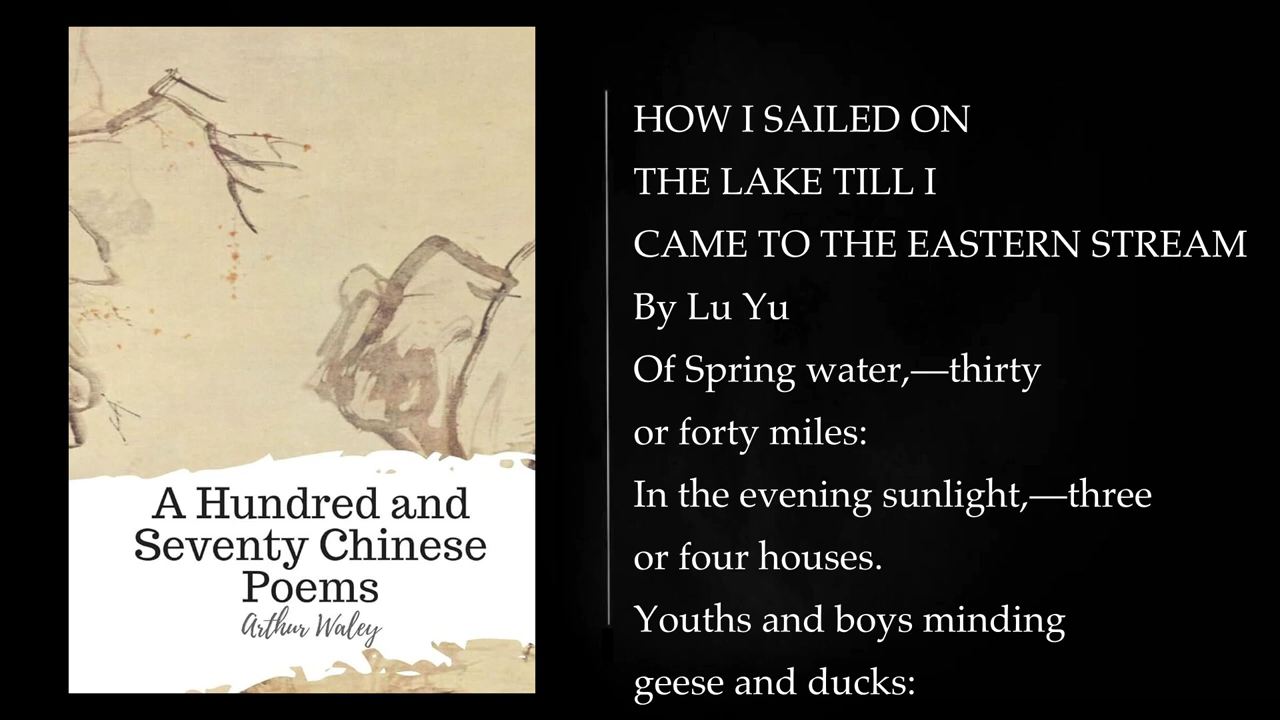 A Hundred and
Seventy Chinese
Poems
Arthur Waley
HOW I SAILED ON
THE LAKE TILL I
CAME TO THE EASTERN STREAM
By Lu Yu
Of Spring water,—thirty
or forty miles:
In the evening sunlight,—three
or four houses.
Youths and boys minding
geese and ducks: